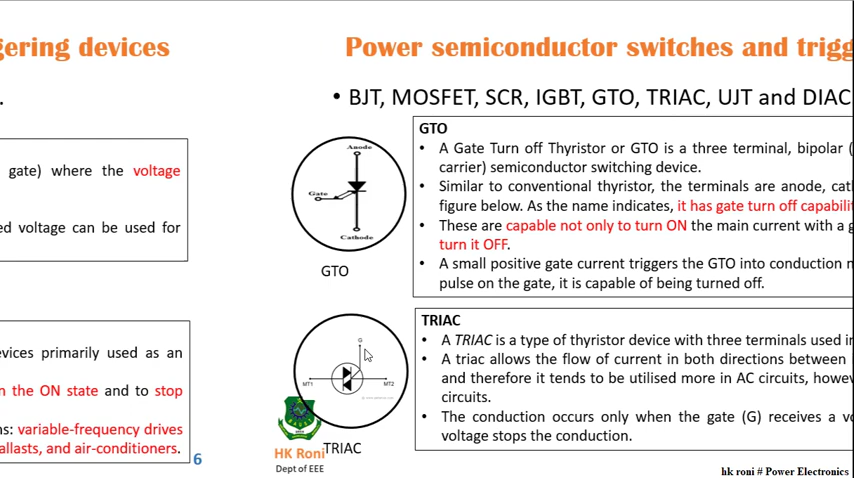 gering devices
.
gate) where the voltage
ed voltage can be used for
evices primarily used as an
n the ON state and to stop
ns: variable-frequency drives
allasts, and air-conditioners.
6
Power semiconductor switches and trigg
• BJT, MOSFET, SCR, IGBT, GTO, TRIAC, UJT and DIAC
Anode
Gate
Cathode
GTO
GTO
• A Gate Turn off Thyristor or GTO is a three terminal, bipolar (
carrier) semiconductor switching device.
• Similar to conventional thyristor, the terminals are anode, cat
figure below. As the name indicates, it has gate turn off capabilit
• These are capable not only to turn ON the main current with a g
turn it OFF.
• A small positive gate current triggers the GTO into conduction m
pulse on the gate, it is capable of being turned off.
G
MT1
MT2
TRIAC
TRIAC
• A TRIAC is a type of thyristor device with three terminals used in
• A triac allows the flow of current in both directions between
and therefore it tends to be utilised more in AC circuits, howev
circuits.
• The conduction occurs only when the gate (G) receives a vo
voltage stops the conduction.
HK Roni
Dept of EEE
hk roni # Power Electronics